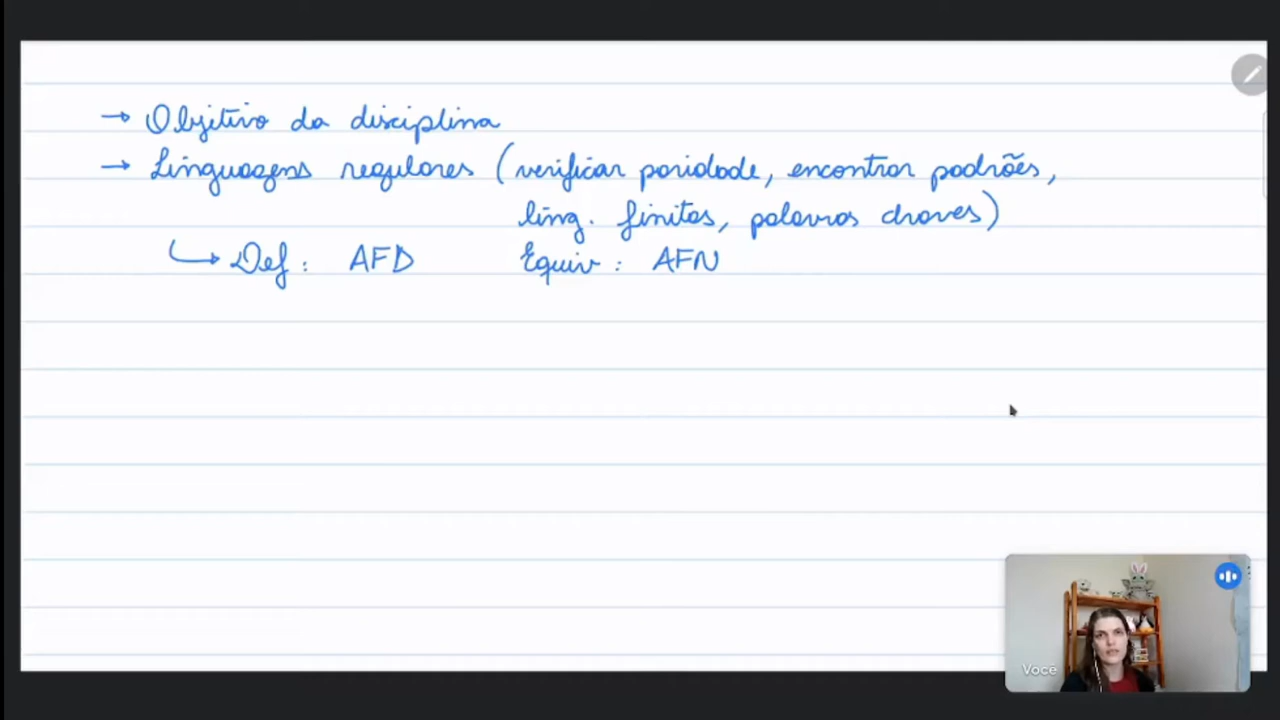 → Objetivo da disciplina
→ Linguagens regulares (verificar paridade, encontrar padrões,
ling. finitas, palavras chaves)
↳ Def: AFD Equiv: AFN
Você